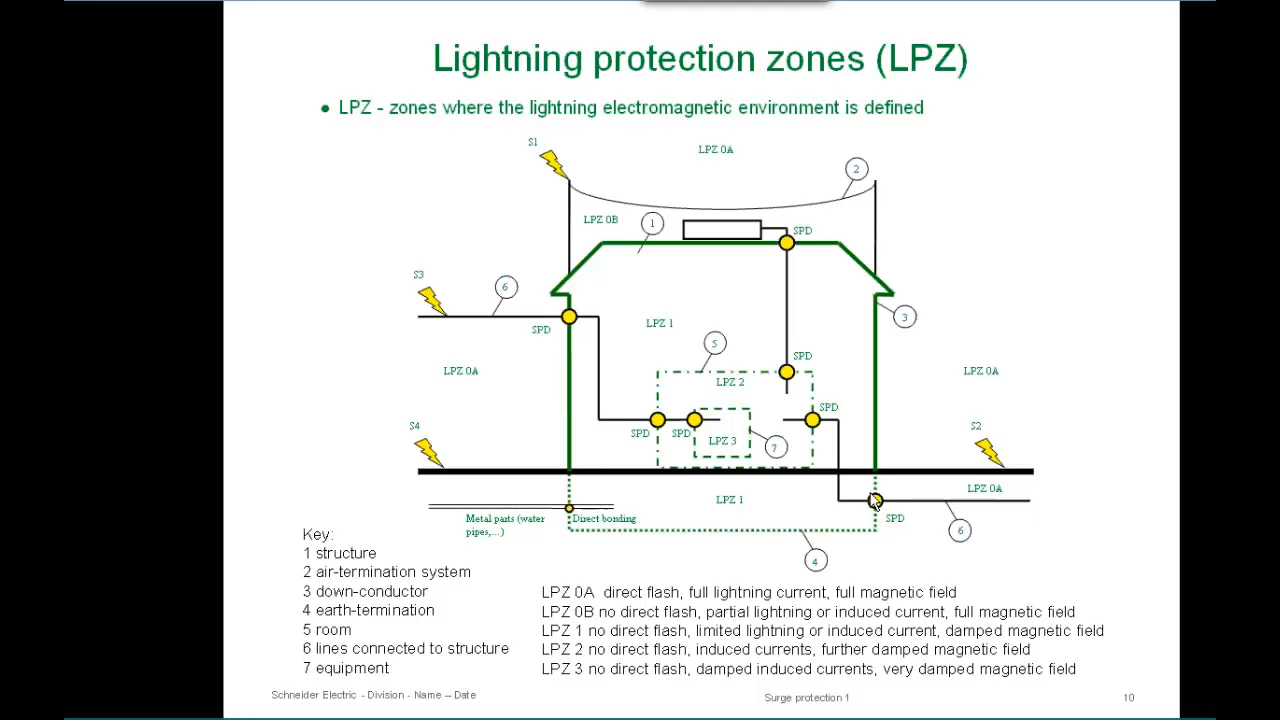 Lightning protection zones (LPZ)
● LPZ - zones where the lightning electromagnetic environment is defined
S1
LPZ 0A
2
LPZ 0B
1
SPD
S3
6
3
SPD
LPZ 1
5
SPD
LPZ 0A
LPZ 2
LPZ 0A
SPD
S4
SPD
SPD
LPZ 3
7
S2
LPZ 1
LPZ 0A
Metal parts (water
pipes,...)
Direct bonding
SPD
6
4
Key:
1 structure
2 air-termination system
3 down-conductor
4 earth-termination
5 room
6 lines connected to structure
7 equipment
LPZ 0A direct flash, full lightning current, full magnetic field
LPZ 0B no direct flash, partial lightning or induced current, full magnetic field
LPZ 1 no direct flash, limited lightning or induced current, damped magnetic field
LPZ 2 no direct flash, induced currents, further damped magnetic field
LPZ 3 no direct flash, damped induced currents, very damped magnetic field
Schneider Electric - Division - Name – Date
Surge protection 1
10